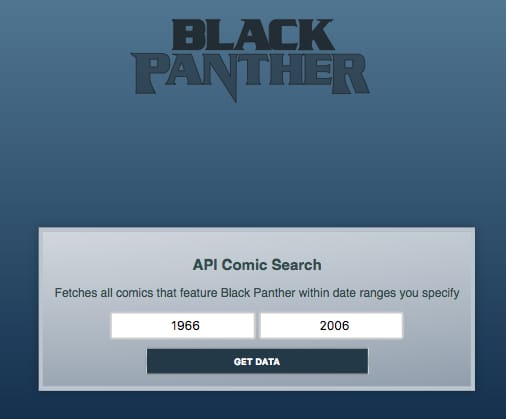 BLACK
PANTHER
API Comic Search
Fetches all comics that feature Black Panther within date ranges you specify
1966 2006
GET DATA